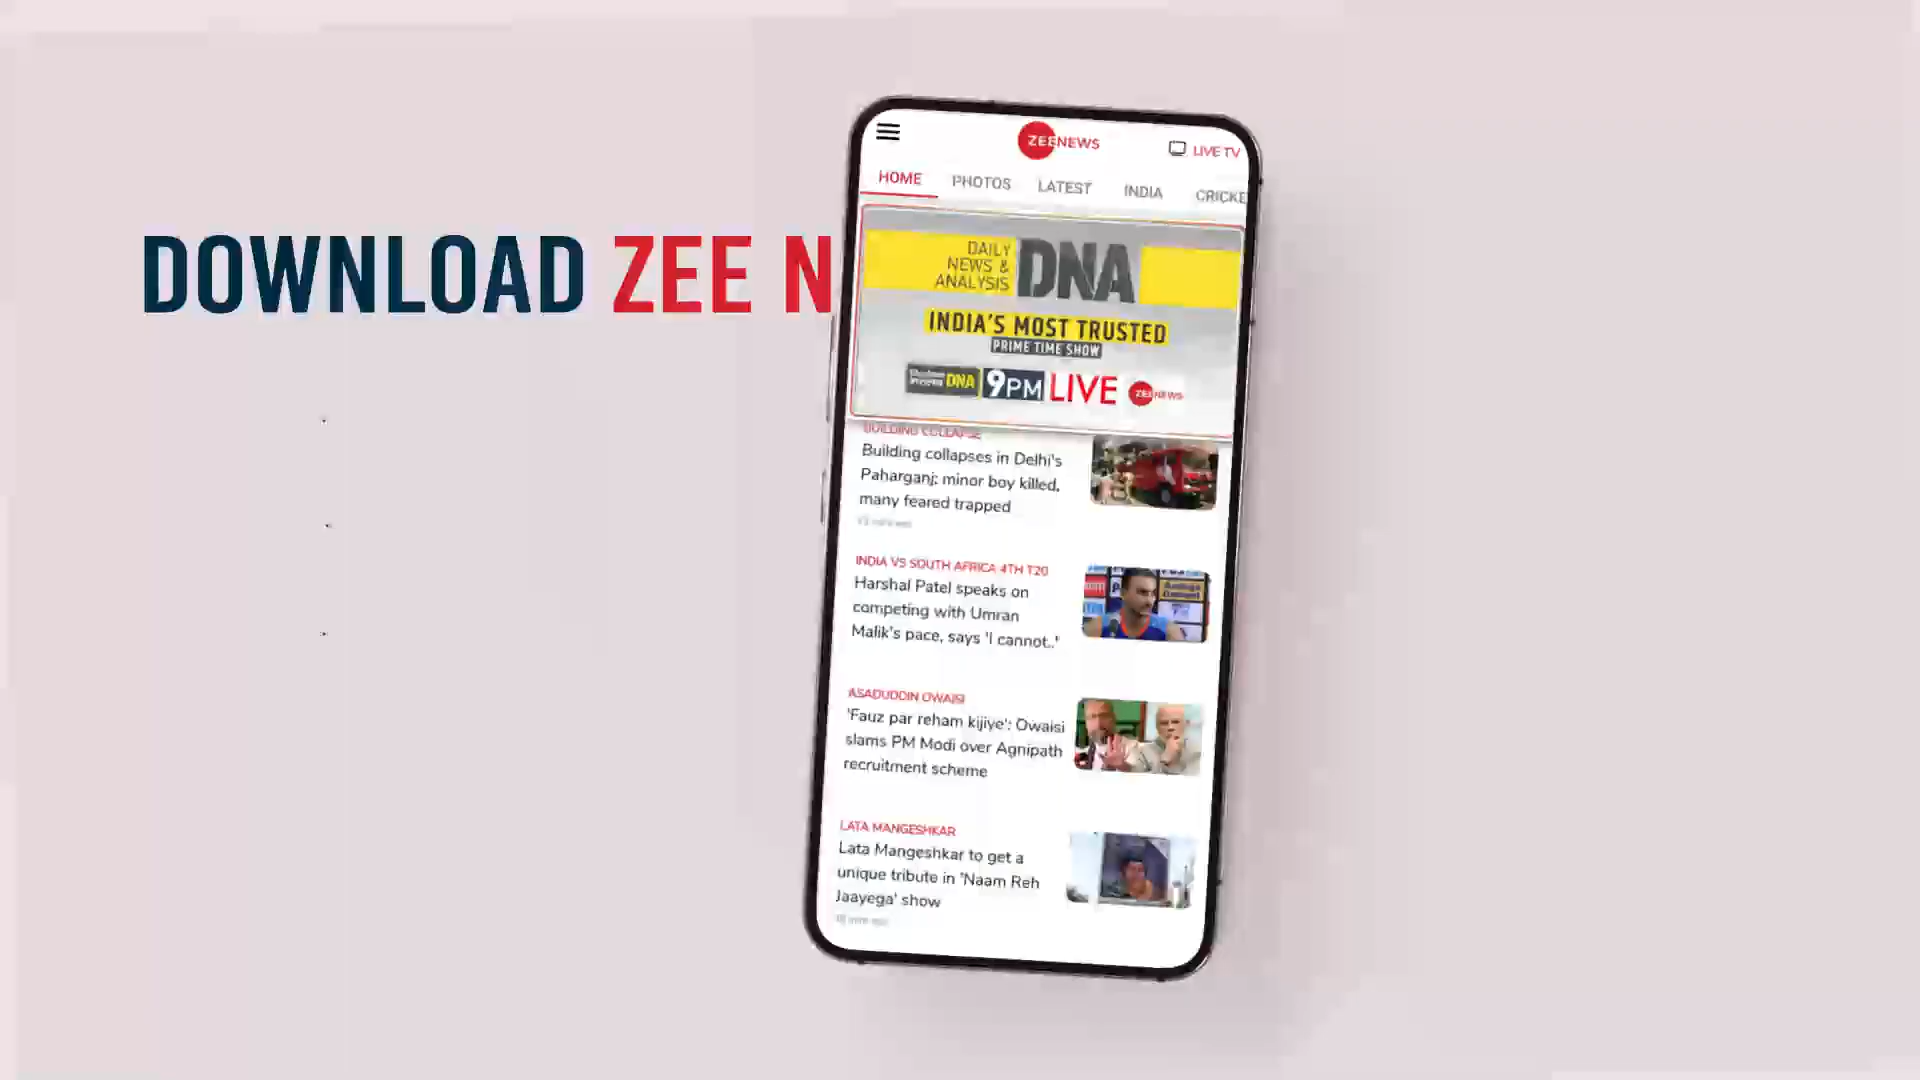 DOWNLOAD ZEE N
ZEENEWS
LIVE TV
HOME PHOTOS LATEST INDIA CRICKE
DAILY
NEWS &
ANALYSIS
DNA
INDIA'S MOST TRUSTED
PRIME TIME SHOW
DNA 9PM LIVE ZEENEWS
BUILDING COLLAPSE
Building collapses in Delhi's
Paharganj; minor boy killed,
many feared trapped
INDIA VS SOUTH AFRICA 4TH T20
Harshal Patel speaks on
competing with Umran
Malik's pace, says 'I cannot..'
ASADUDDIN OWAISI
'Fauz par reham kijiye': Owaisi
slams PM Modi over Agnipath
recruitment scheme
LATA MANGESHKAR
Lata Mangeshkar to get a
unique tribute in 'Naam Reh
Jaayega' show